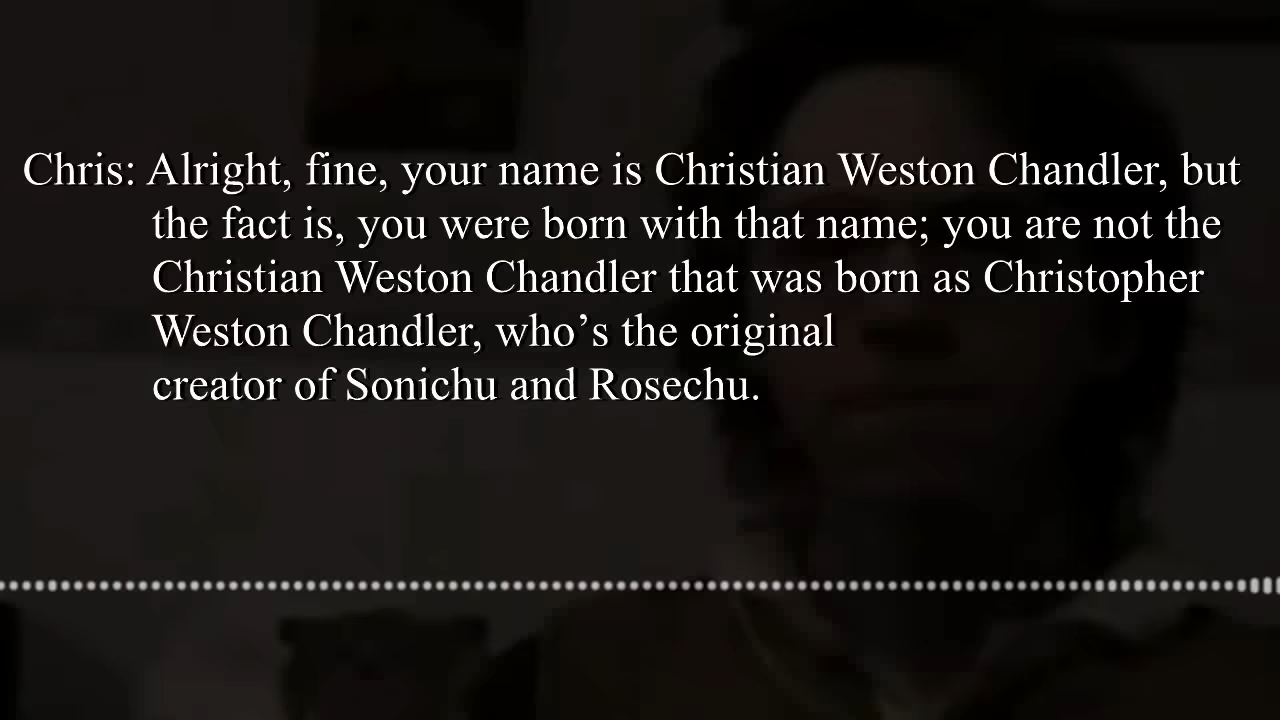 Chris: Alright, fine, your name is Christian Weston Chandler, but
the fact is, you were born with that name; you are not the
Christian Weston Chandler that was born as Christopher
Weston Chandler, who’s the original
creator of Sonichu and Rosechu.